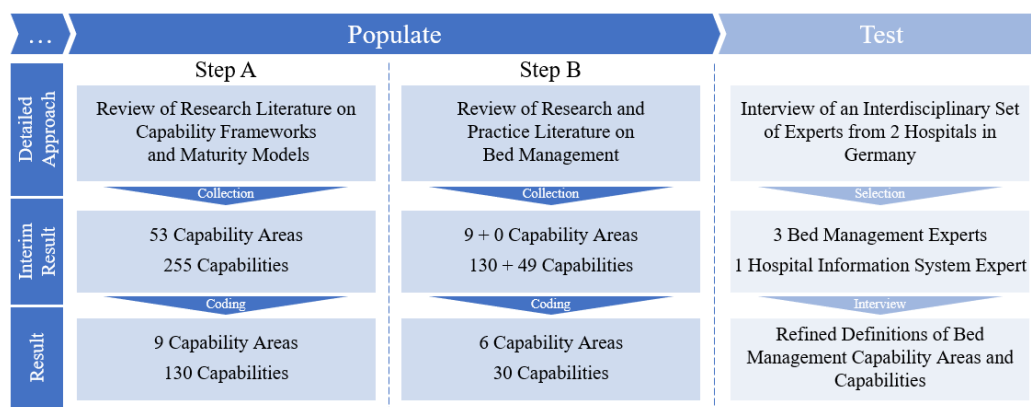 ...
Populate
Test
Detailed
Approach
Step A
Review of Research Literature on
Capability Frameworks
and Maturity Models
Collection
Step B
Review of Research and
Practice Literature on
Bed Management
Collection
Interview of an Interdisciplinary Set
of Experts from 2 Hospitals in
Germany
Selection
Interim
Result
53 Capability Areas
255 Capabilities
Coding
9 + 0 Capability Areas
130 + 49 Capabilities
Coding
3 Bed Management Experts
1 Hospital Information System Expert
Interview
Result
9 Capability Areas
130 Capabilities
6 Capability Areas
30 Capabilities
Refined Definitions of Bed
Management Capability Areas and
Capabilities